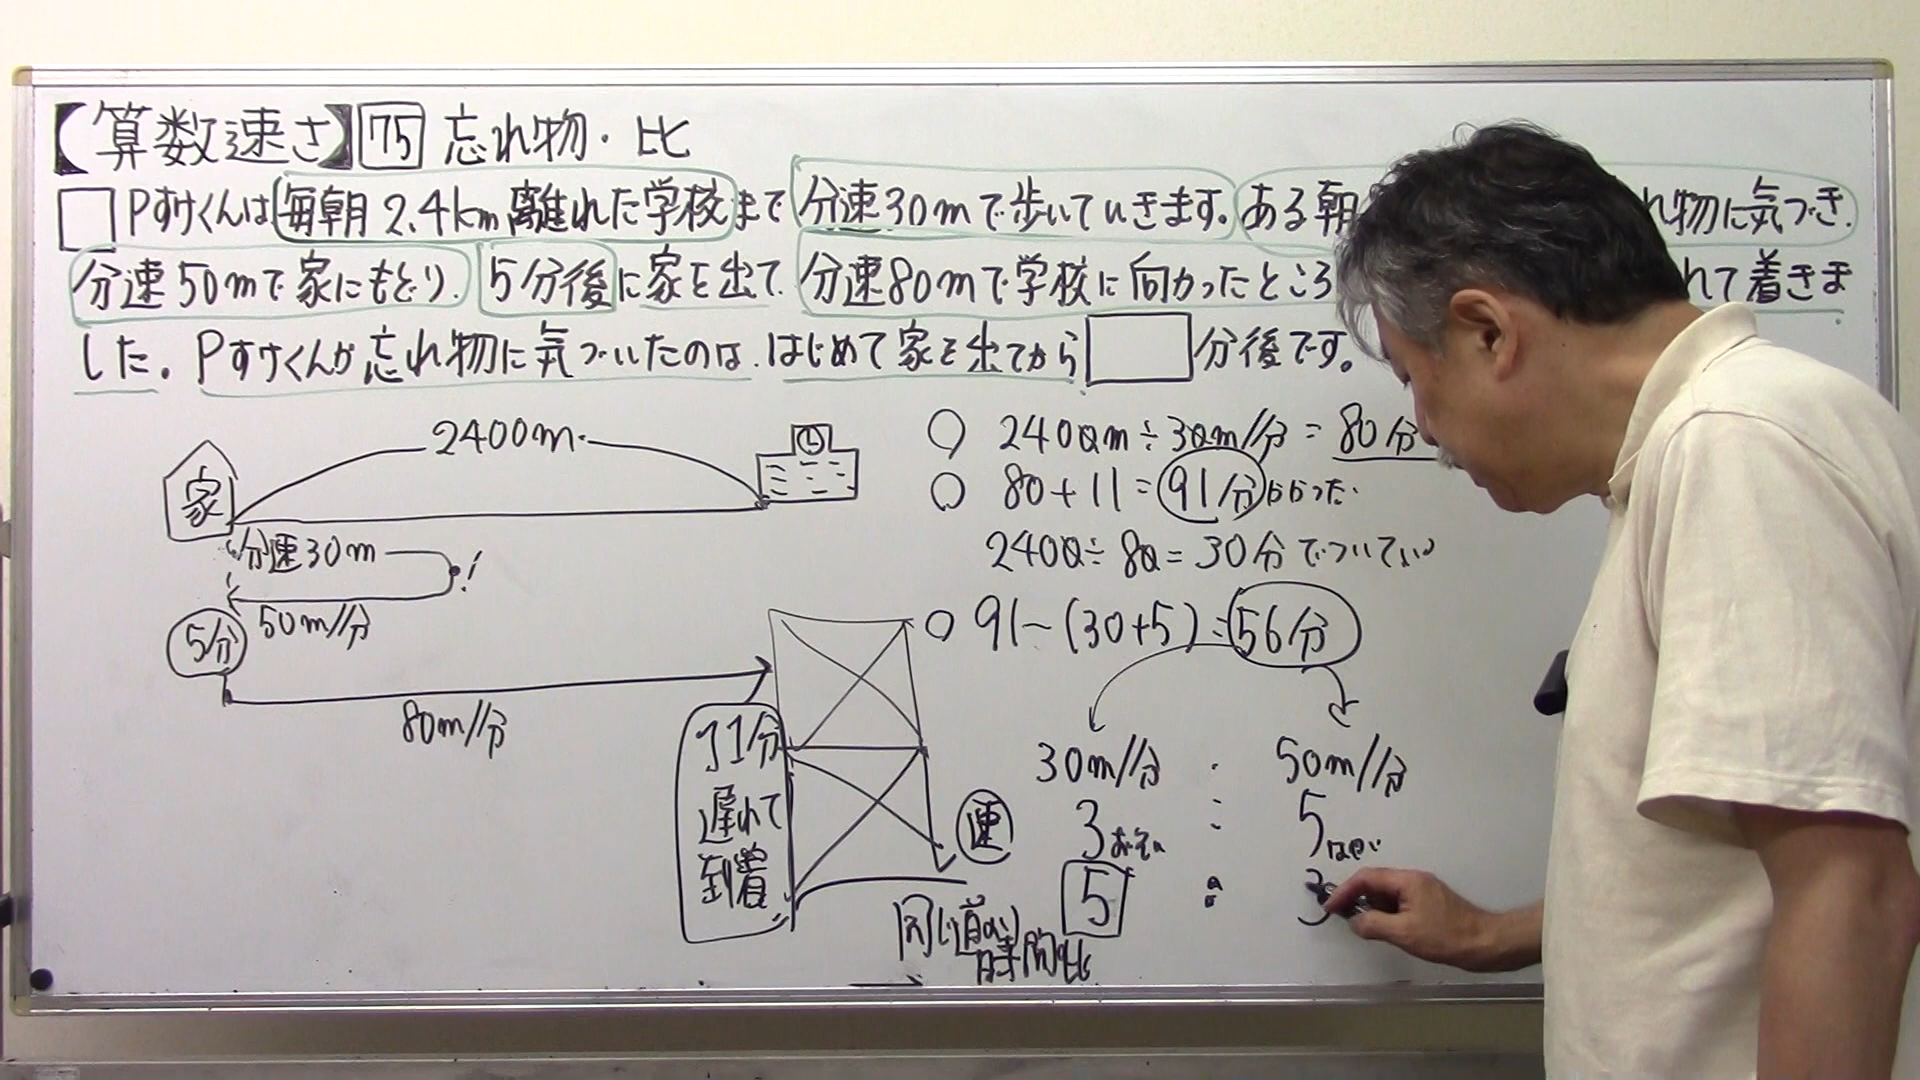 【算数速さ】75 忘れ物・比
Pすけくんは毎朝2.4km離れた学校まで分速30mで歩いていきます。ある朝 れ物に気づき.
分速50mで家にもどり. 5分後に家を出て. 分速80mで学校に向かったところ れて着きま
した。Pすけくんが忘れ物に気づいたのは.はじめて家を出てから 分後です。
2400m
家
分速30m
!
50m/分
5分
80m/分
11分
遅れて
到着
速
同じ道のり
時間比
○ 2400m÷30m/分=80分
○ 80+11=91分かかった.
2400÷80=30分でついてい
○ 91-(30+5)=56分
30m/分 : 50m/分
3おそい : 5はやい
5 : 3